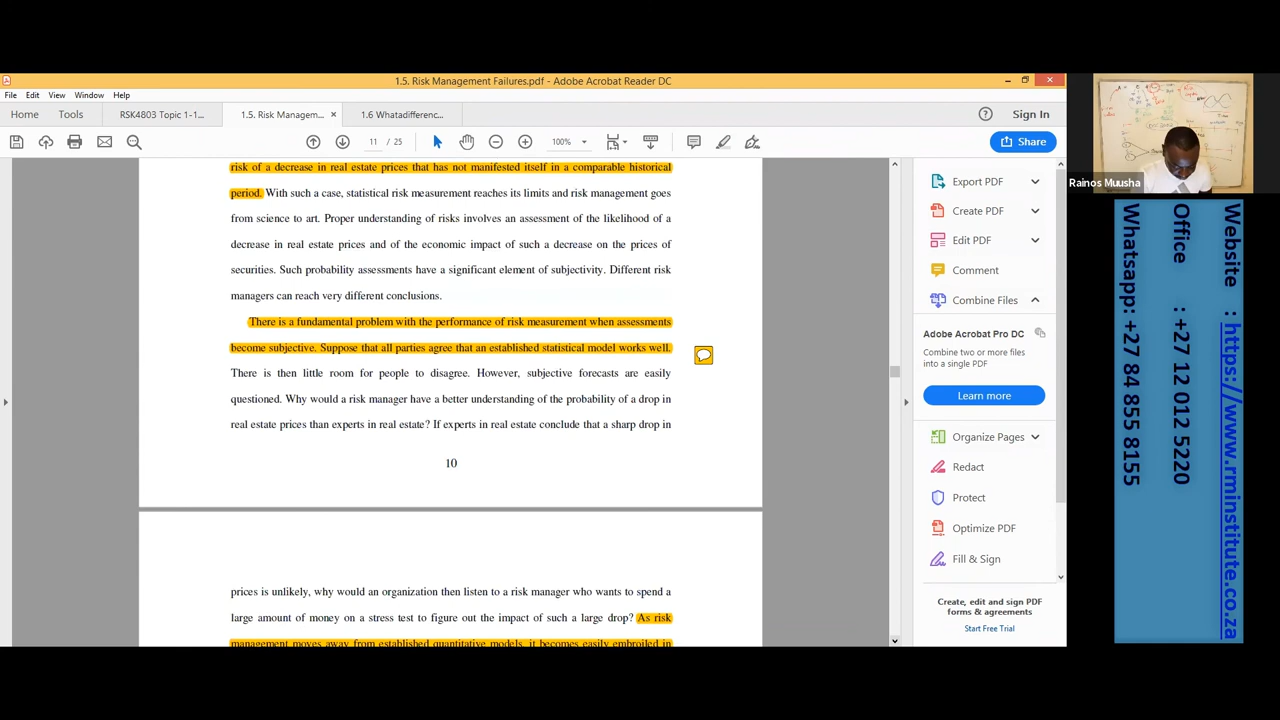 1.5. Risk Management Failures.pdf - Adobe Acrobat Reader DC
File Edit View Window Help
Home Tools RSK4803 Topic 1-1... 1.5. Risk Managem... × 1.6 Whatadifferenc... Sign In
11 / 25 100% Share
risk of a decrease in real estate prices that has not manifested itself in a comparable historical
period. With such a case, statistical risk measurement reaches its limits and risk management goes
from science to art. Proper understanding of risks involves an assessment of the likelihood of a
decrease in real estate prices and of the economic impact of such a decrease on the prices of
securities. Such probability assessments have a significant element of subjectivity. Different risk
managers can reach very different conclusions.
There is a fundamental problem with the performance of risk measurement when assessments
become subjective. Suppose that all parties agree that an established statistical model works well.
There is then little room for people to disagree. However, subjective forecasts are easily
questioned. Why would a risk manager have a better understanding of the probability of a drop in
real estate prices than experts in real estate? If experts in real estate conclude that a sharp drop in
10
prices is unlikely, why would an organization then listen to a risk manager who wants to spend a
large amount of money on a stress test to figure out the impact of such a large drop? As risk
management moves away from established quantitative models, it becomes easily embroiled in
Export PDF
Create PDF
Edit PDF
Comment
Combine Files
Adobe Acrobat Pro DC
Combine two or more files
into a single PDF
Learn more
Organize Pages
Redact
Protect
Optimize PDF
Fill & Sign
Create, edit and sign PDF
forms & agreements
Start Free Trial
Rainos Muusha
Website : https://www.rminstitute.co.za
Office : +27 12 012 5220
Whatsapp: +27 84 855 8155